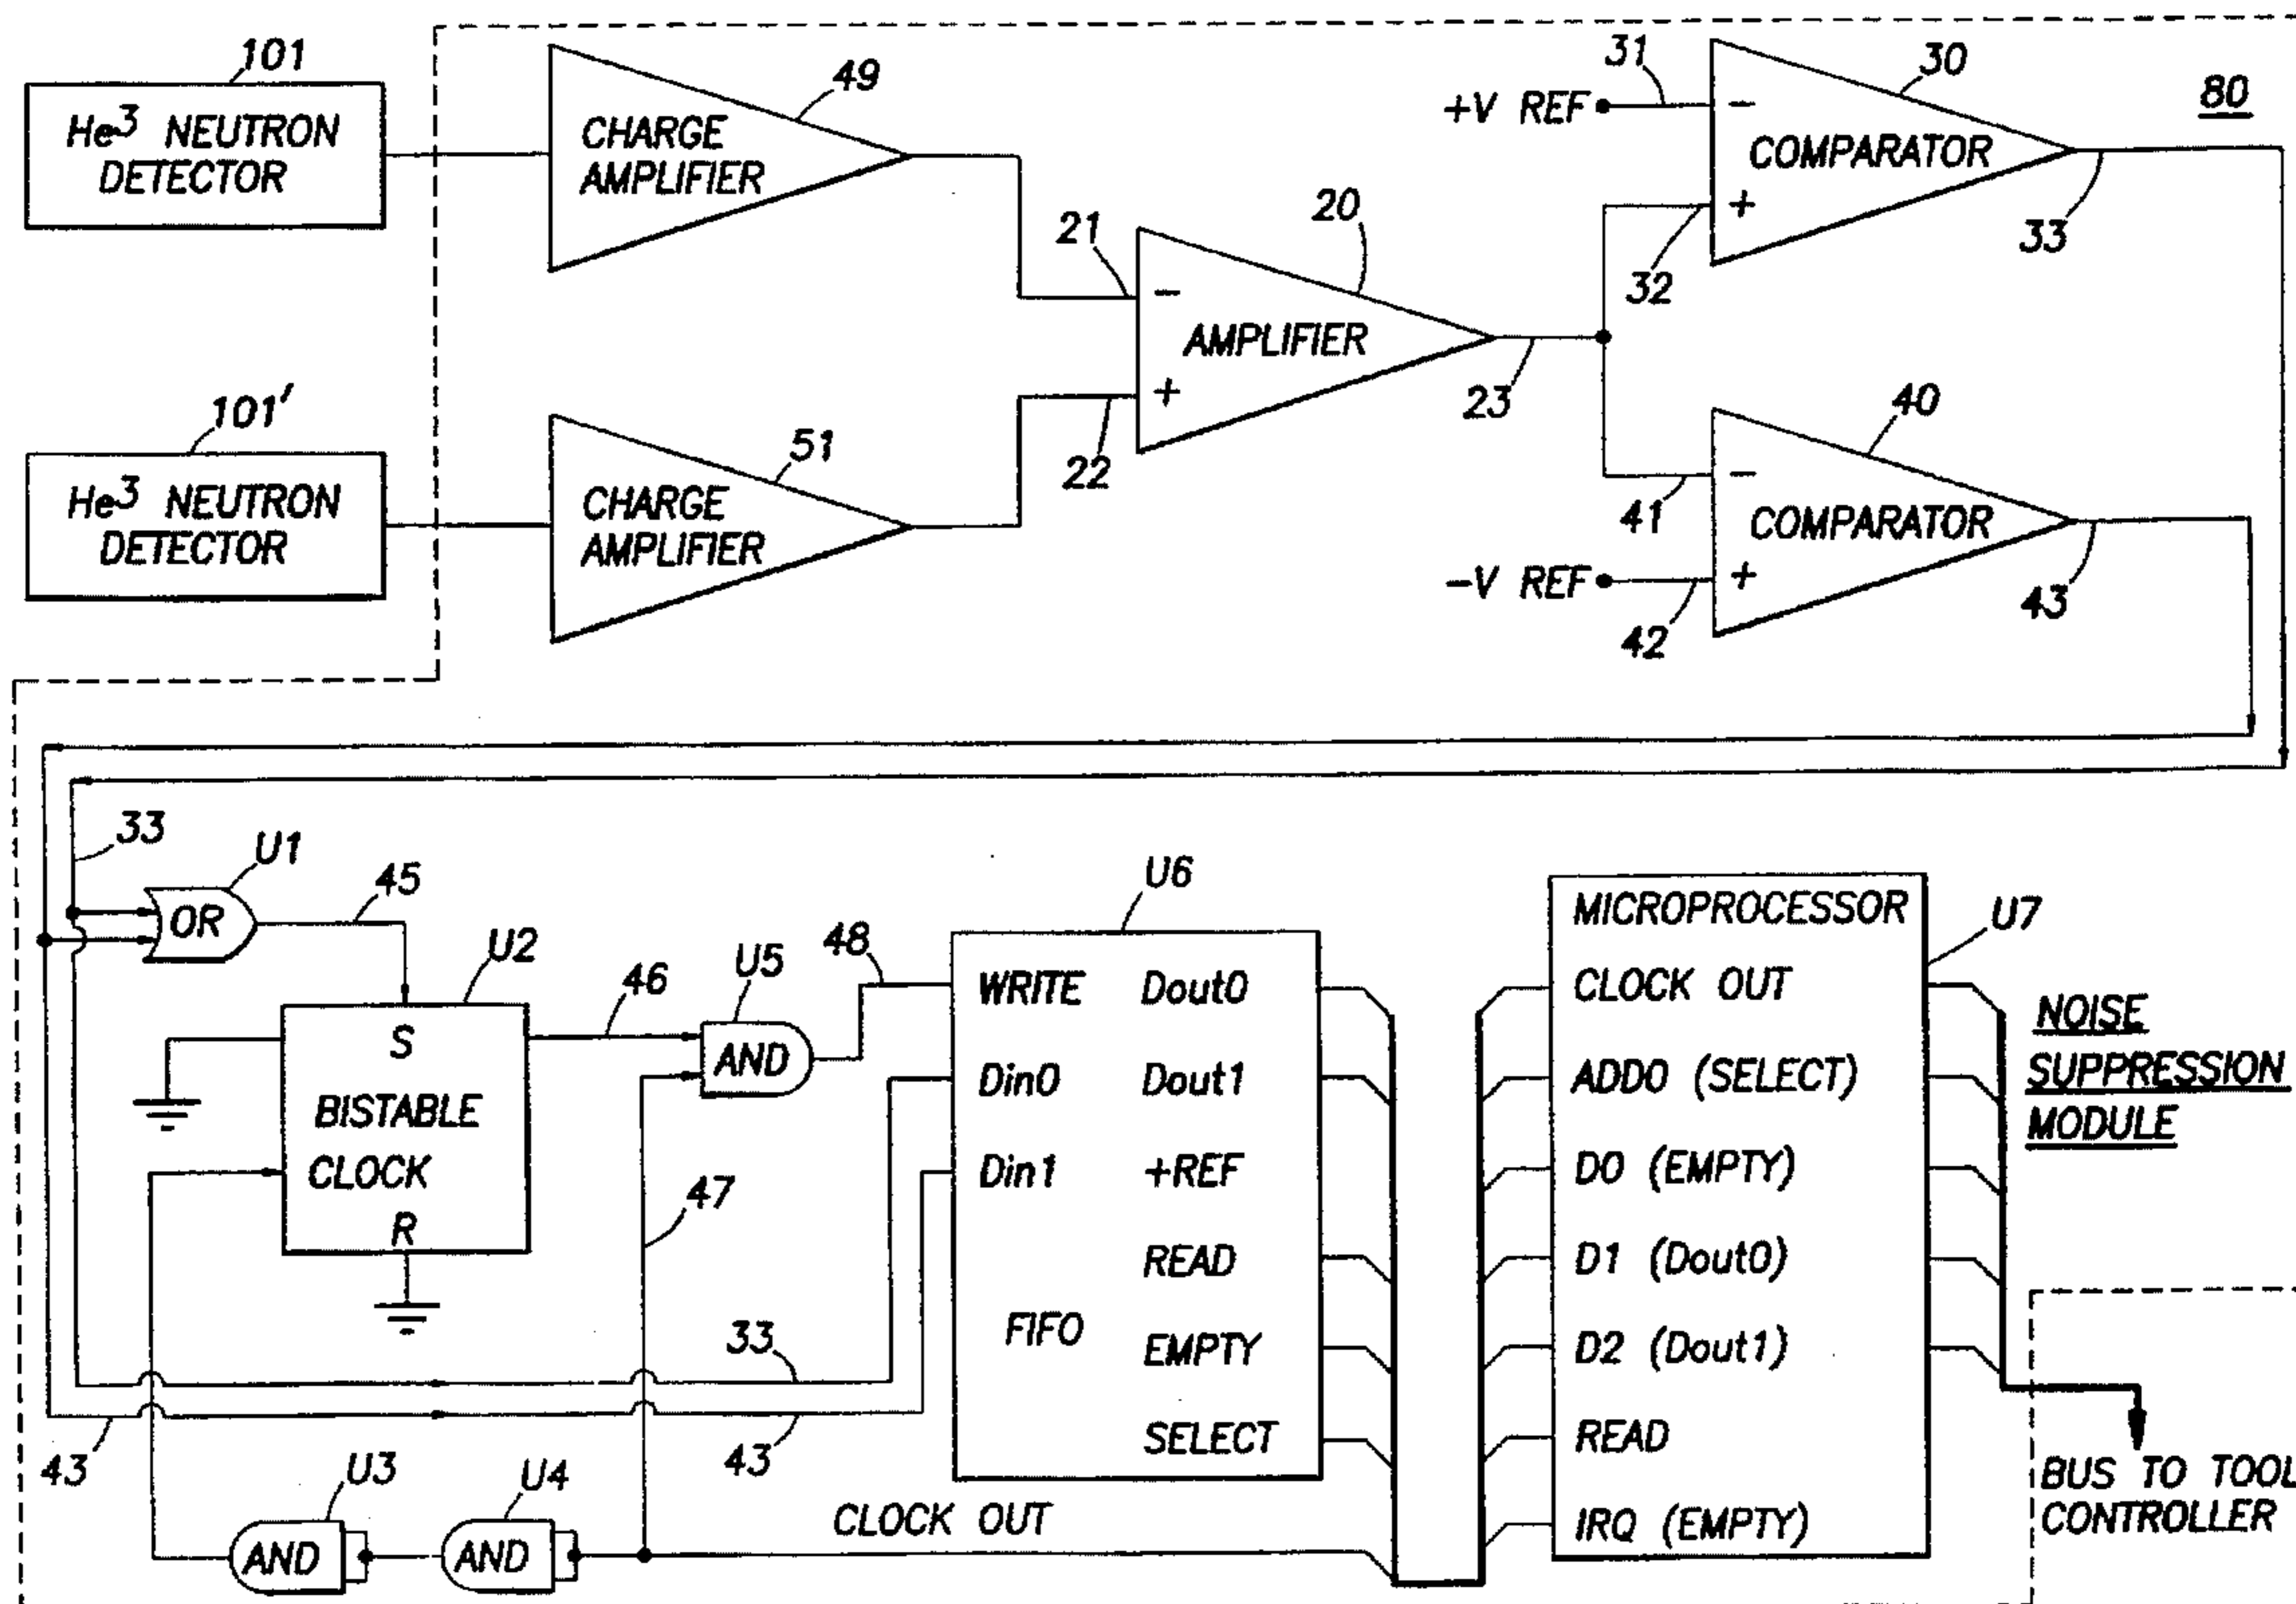 101
He3 NEUTRON
DETECTOR
49
CHARGE
AMPLIFIER
101'
He3 NEUTRON
DETECTOR
51
CHARGE
AMPLIFIER
21
-
20
AMPLIFIER
+
22
23
31
+V REF
-
30
COMPARATOR
+
32
33
80
40
-
41
COMPARATOR
-V REF
+
42
43
33
U1
OR
45
U2
S
BISTABLE
CLOCK
R
46
U5
AND
48
47
33
43
43
U3
AND
U4
AND
CLOCK OUT
U6
WRITE Dout0
Din0 Dout1
Din1 +REF
READ
FIFO
EMPTY
SELECT
MICROPROCESSOR
U7
CLOCK OUT
ADD0 (SELECT)
D0 (EMPTY)
D1 (Dout0)
D2 (Dout1)
READ
IRQ (EMPTY)
NOISE
SUPPRESSION
MODULE
BUS TO TOOL
CONTROLLER